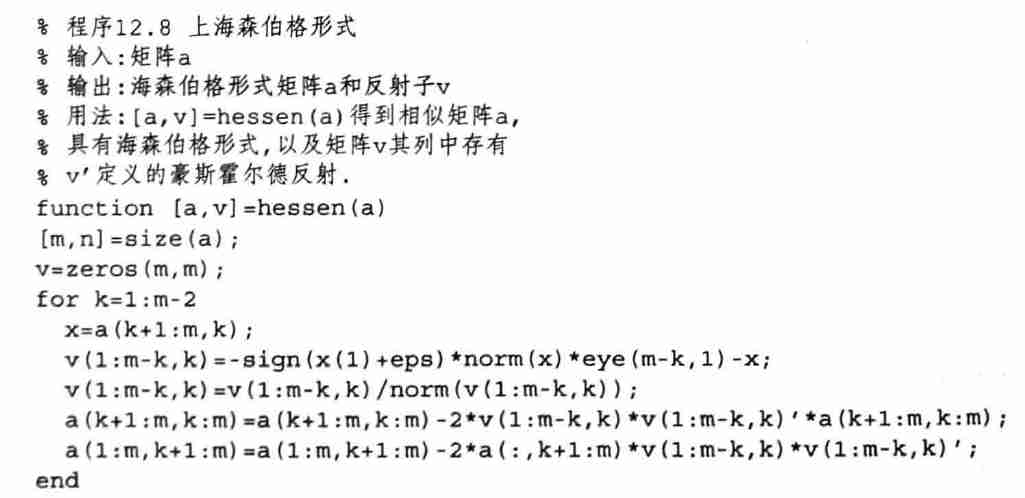 % 程序12.8 上海森伯格形式
% 输入:矩阵a
% 输出:海森伯格形式矩阵a和反射子v
% 用法:[a,v]=hessen(a)得到相似矩阵a,
% 具有海森伯格形式,以及矩阵v其列中存有
% v'定义的豪斯霍尔德反射.
function [a,v]=hessen(a)
[m,n]=size(a);
v=zeros(m,m);
for k=1:m-2
  x=a(k+1:m,k);
  v(1:m-k,k)=-sign(x(1)+eps)*norm(x)*eye(m-k,1)-x;
  v(1:m-k,k)=v(1:m-k,k)/norm(v(1:m-k,k));
  a(k+1:m,k:m)=a(k+1:m,k:m)-2*v(1:m-k,k)*v(1:m-k,k)'*a(k+1:m,k:m);
  a(1:m,k+1:m)=a(1:m,k+1:m)-2*a(:,k+1:m)*v(1:m-k,k)*v(1:m-k,k)';
end